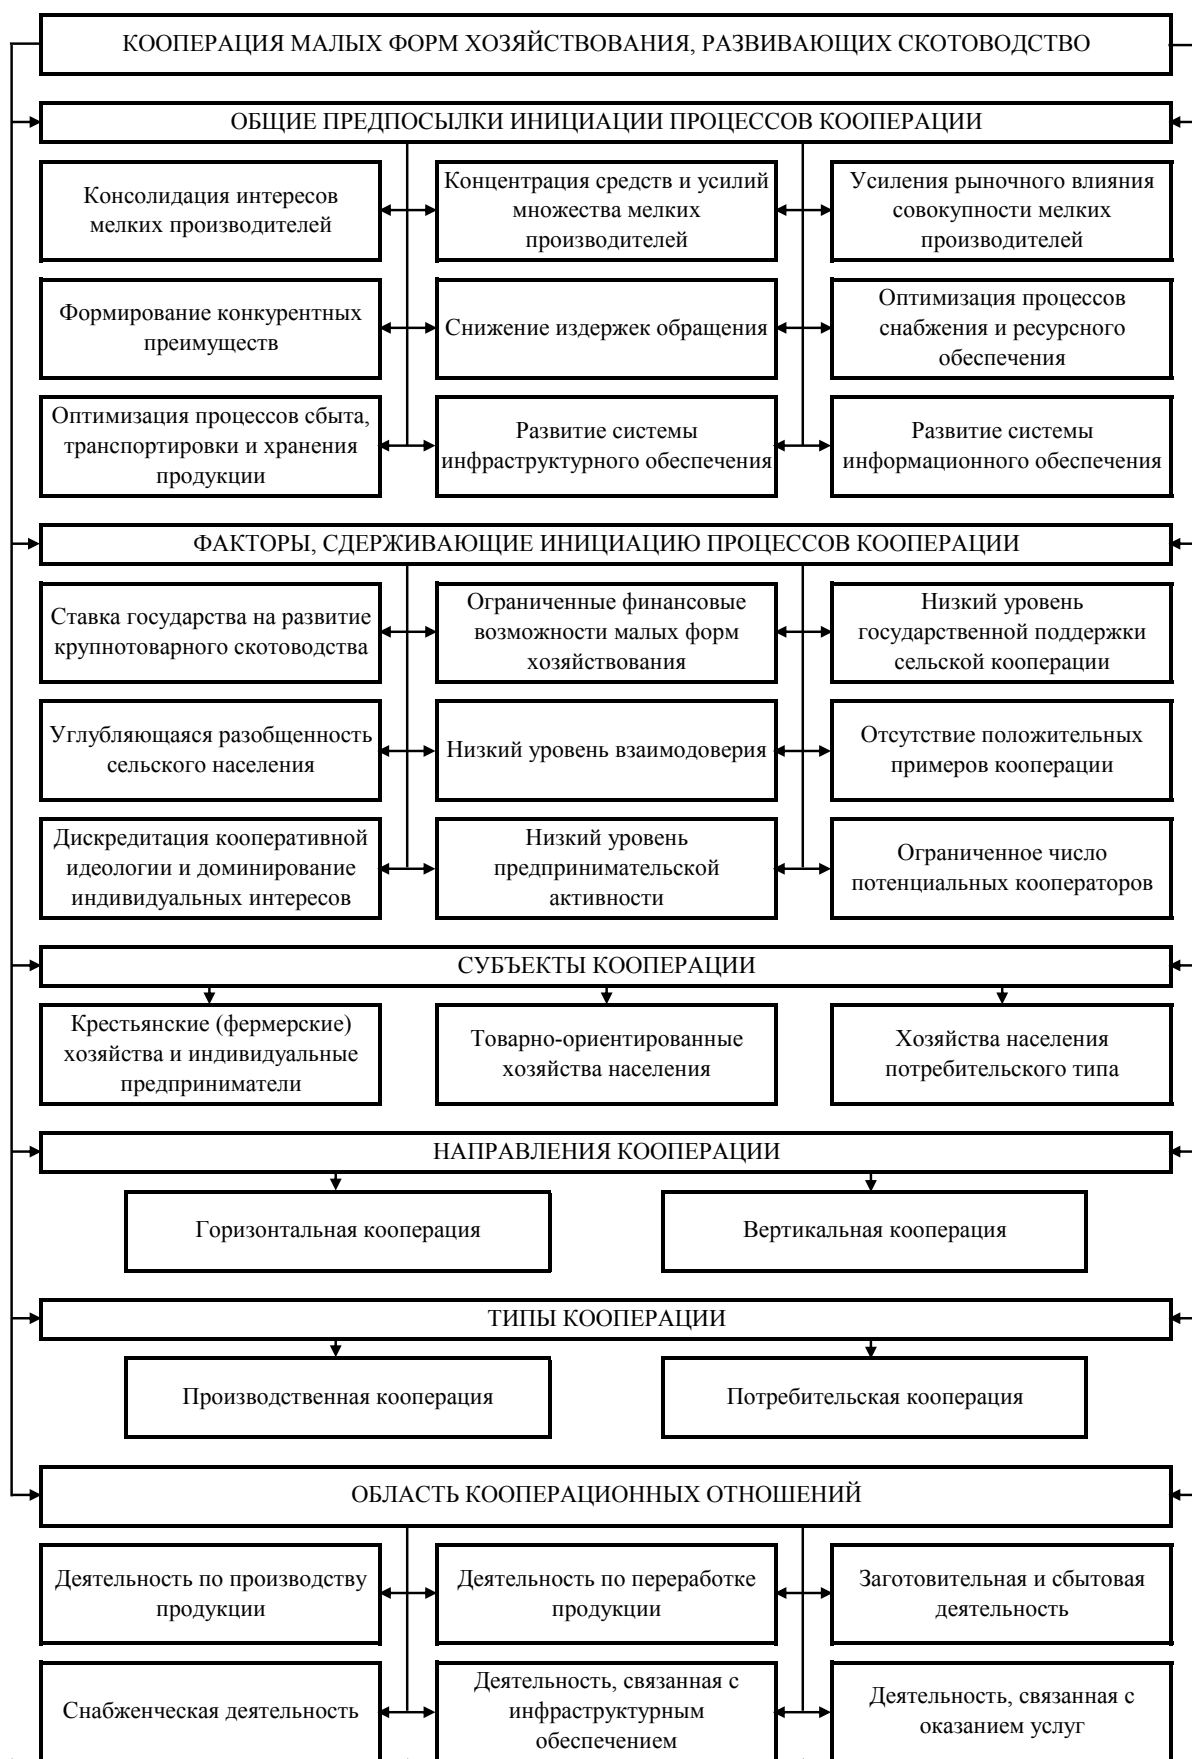 КООПЕРАЦИЯ МАЛЫХ ФОРМ ХОЗЯЙСТВОВАНИЯ, РАЗВИВАЮЩИХ СКОТОВОДСТВО
ОБЩИЕ ПРЕДПОСЫЛКИ ИНИЦИАЦИИ ПРОЦЕССОВ КООПЕРАЦИИ
Консолидация интересов
мелких производителей
Концентрация средств и усилий
множества мелких
производителей
Усиления рыночного влияния
совокупности мелких
производителей
Формирование конкурентных
преимуществ
Снижение издержек обращения
Оптимизация процессов
снабжения и ресурсного
обеспечения
Оптимизация процессов сбыта,
транспортировки и хранения
продукции
Развитие системы
инфраструктурного обеспечения
Развитие системы
информационного обеспечения
ФАКТОРЫ, СДЕРЖИВАЮЩИЕ ИНИЦИАЦИЮ ПРОЦЕССОВ КООПЕРАЦИИ
Ставка государства на развитие
крупнотоварного скотоводства
Ограниченные финансовые
возможности малых форм
хозяйствования
Низкий уровень
государственной поддержки
сельской кооперации
Углубляющаяся разобщенность
сельского населения
Низкий уровень взаимодоверия
Отсутствие положительных
примеров кооперации
Дискредитация кооперативной
идеологии и доминирование
индивидуальных интересов
Низкий уровень
предпринимательской
активности
Ограниченное число
потенциальных кооператоров
СУБЪЕКТЫ КООПЕРАЦИИ
Крестьянские (фермерские)
хозяйства и индивидуальные
предприниматели
Товарно-ориентированные
хозяйства населения
Хозяйства населения
потребительского типа
НАПРАВЛЕНИЯ КООПЕРАЦИИ
Горизонтальная кооперация
Вертикальная кооперация
ТИПЫ КООПЕРАЦИИ
Производственная кооперация
Потребительская кооперация
ОБЛАСТЬ КООПЕРАЦИОННЫХ ОТНОШЕНИЙ
Деятельность по производству
продукции
Деятельность по переработке
продукции
Заготовительная и сбытовая
деятельность
Снабженческая деятельность
Деятельность, связанная с
инфраструктурным
обеспечением
Деятельность, связанная с
оказанием услуг